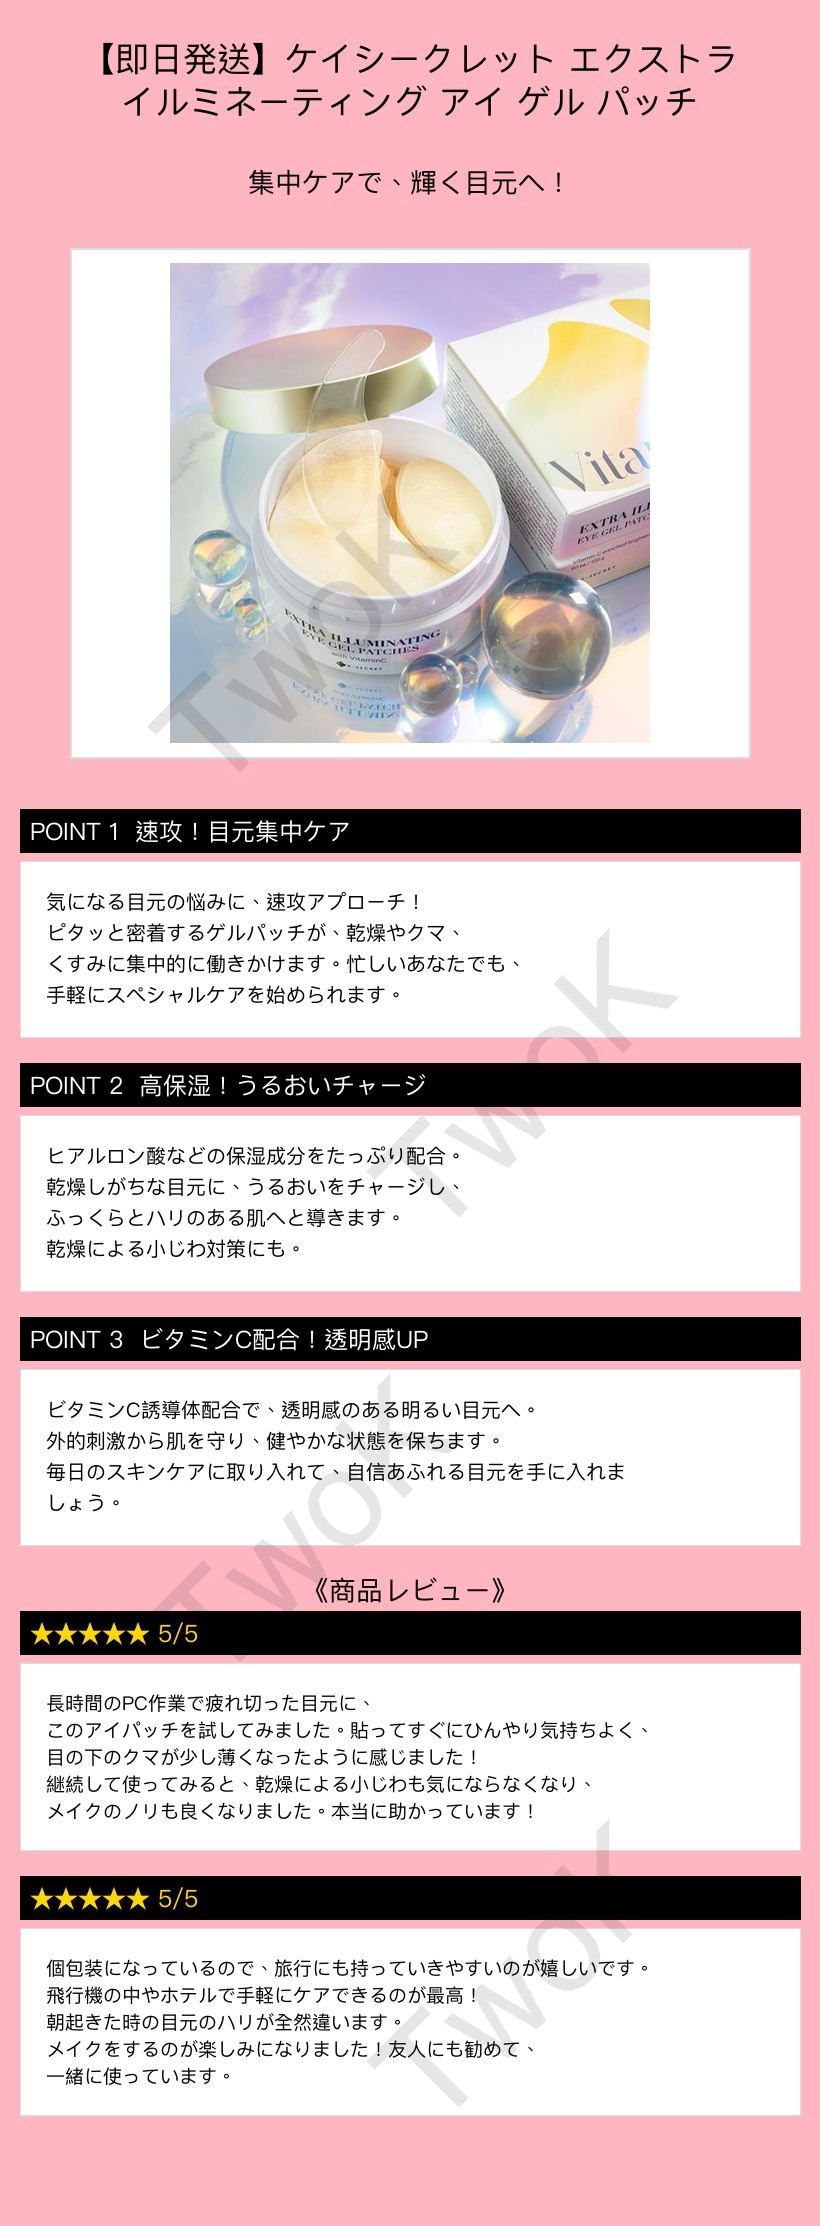 【即日発送】ケイシークレット エクストラ
イルミネーティング アイ ゲル パッチ
集中ケアで、輝く目元へ！
Vita
EXTRA ILL
EYE GEL PATC
EXTRA ILLUMINATING
EYE GEL PATCHES
with VitaminC
K-SECRET
K-SECRET
TwoK
POINT 1 速攻！目元集中ケア
気になる目元の悩みに、速攻アプローチ！
ピタッと密着するゲルパッチが、乾燥やクマ、
くすみに集中的に働きかけます。忙しいあなたでも、
手軽にスペシャルケアを始められます。
TwoK
POINT 2 高保湿！うるおいチャージ
ヒアルロン酸などの保湿成分をたっぷり配合。
乾燥しがちな目元に、うるおいをチャージし、
ふっくらとハリのある肌へと導きます。
乾燥による小じわ対策にも。
POINT 3 ビタミンC配合！透明感UP
ビタミンC誘導体配合で、透明感のある明るい目元へ。
外的刺激から肌を守り、健やかな状態を保ちます。
毎日のスキンケアに取り入れて、自信あふれる目元を手に入れま
しょう。
TwoK
《商品レビュー》
★★★★★ 5/5
長時間のPC作業で疲れ切った目元に、
このアイパッチを試してみました。貼ってすぐにひんやり気持ちよく、
目の下のクマが少し薄くなったように感じました！
継続して使ってみると、乾燥による小じわも気にならなくなり、
メイクのノリも良くなりました。本当に助かっています！
★★★★★ 5/5
個包装になっているので、旅行にも持っていきやすいのが嬉しいです。
飛行機の中やホテルで手軽にケアできるのが最高！
朝起きた時の目元のハリが全然違います。
メイクをするのが楽しみになりました！友人にも勧めて、
一緒に使っています。
TwoK